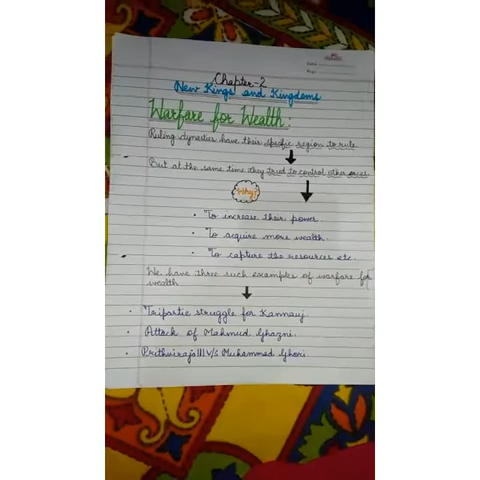 Date
Page
Chapter-2
New Kings and Kingdoms
Warfare for Wealth:
Ruling dynasties have their specific region to rule
But at the same time they tried to control other areas
Why?
• To increase their power.
• To acquire more wealth.
• To capture the resources etc.
We have three such examples of warfare for
wealth
• Tripartie struggle for Kannauj.
• Attack of Mahmud Ghazni.
• Prithviraj III V/s Muhammad Ghori